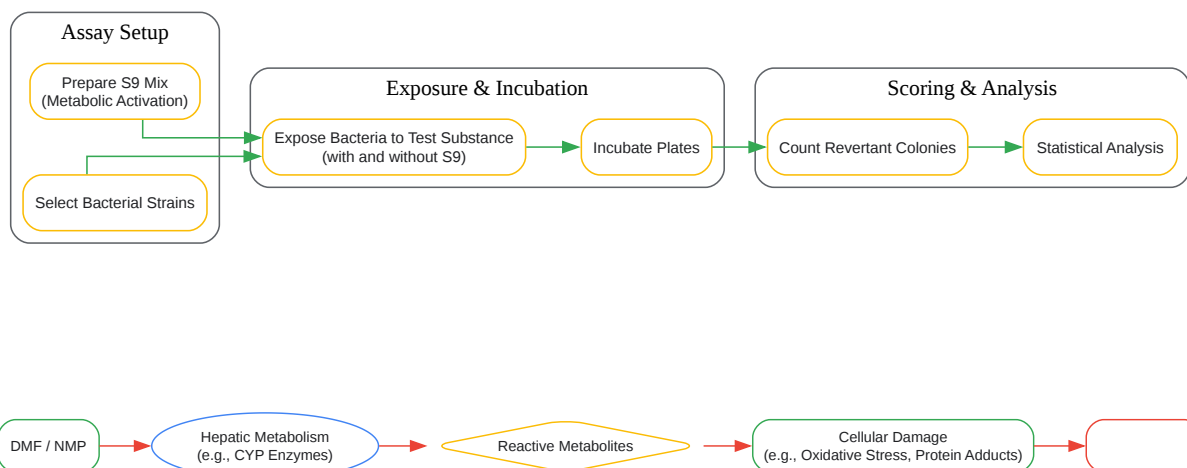 Assay Setup
Prepare S9 Mix
(Metabolic Activation)
Select Bacterial Strains
Exposure & Incubation
Expose Bacteria to Test Substance
(with and without S9)
Incubate Plates
Scoring & Analysis
Count Revertant Colonies
Statistical Analysis
DMF / NMP
Hepatic Metabolism
(e.g., CYP Enzymes)
Reactive Metabolites
Cellular Damage
(e.g., Oxidative Stress, Protein Adducts)